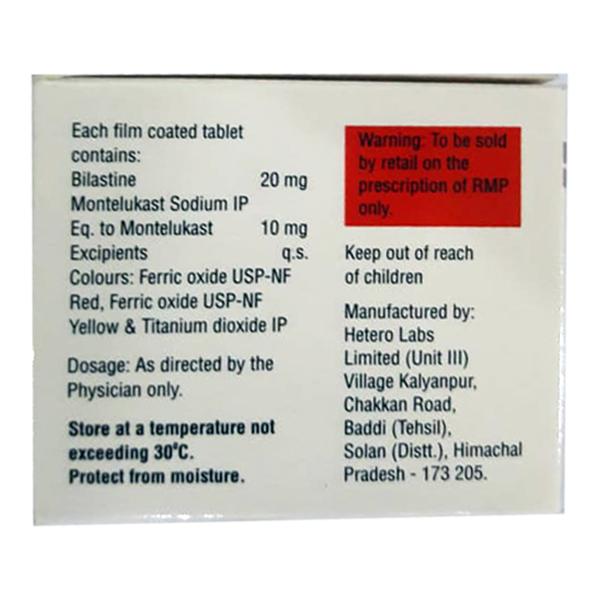 Each film coated tablet
contains:
Bilastine 20 mg
Montelukast Sodium IP
Eq. to Montelukast 10 mg
Excipients q.s.
Colours: Ferric oxide USP-NF
Red, Ferric oxide USP-NF
Yellow & Titanium dioxide IP
Dosage: As directed by the
Physician only.
Store at a temperature not
exceeding 30°C.
Protect from moisture.
Warning: To be sold
by retail on the
prescription of RMP
only.
Keep out of reach
of children
Manufactured by:
Hetero Labs
Limited (Unit III)
Village Kalyanpur,
Chakkan Road,
Baddi (Tehsil),
Solan (Distt.), Himachal
Pradesh - 173 205.